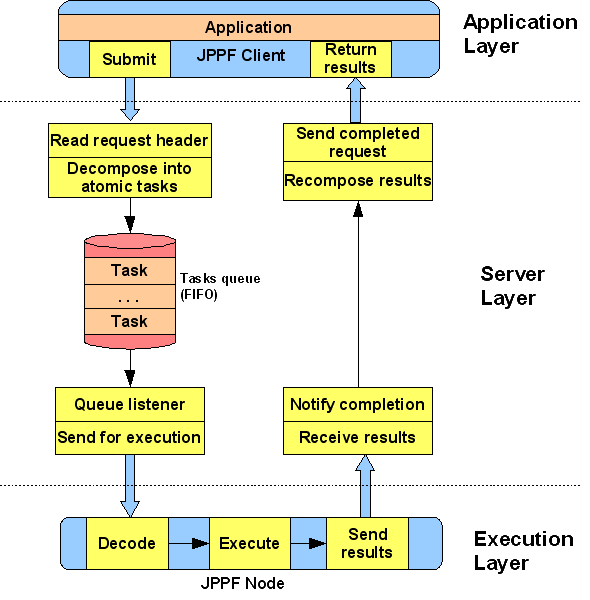 Application
Submit
JPPF Client
Return
results
Application
Layer
Read request header
Decompose into
atomic tasks
Send completed
request
Recompose results
Task
. . .
Task
Tasks queue
(FIFO)
Server
Layer
Queue listener
Send for execution
Notify completion
Receive results
Decode
Execute
Send
results
JPPF Node
Execution
Layer